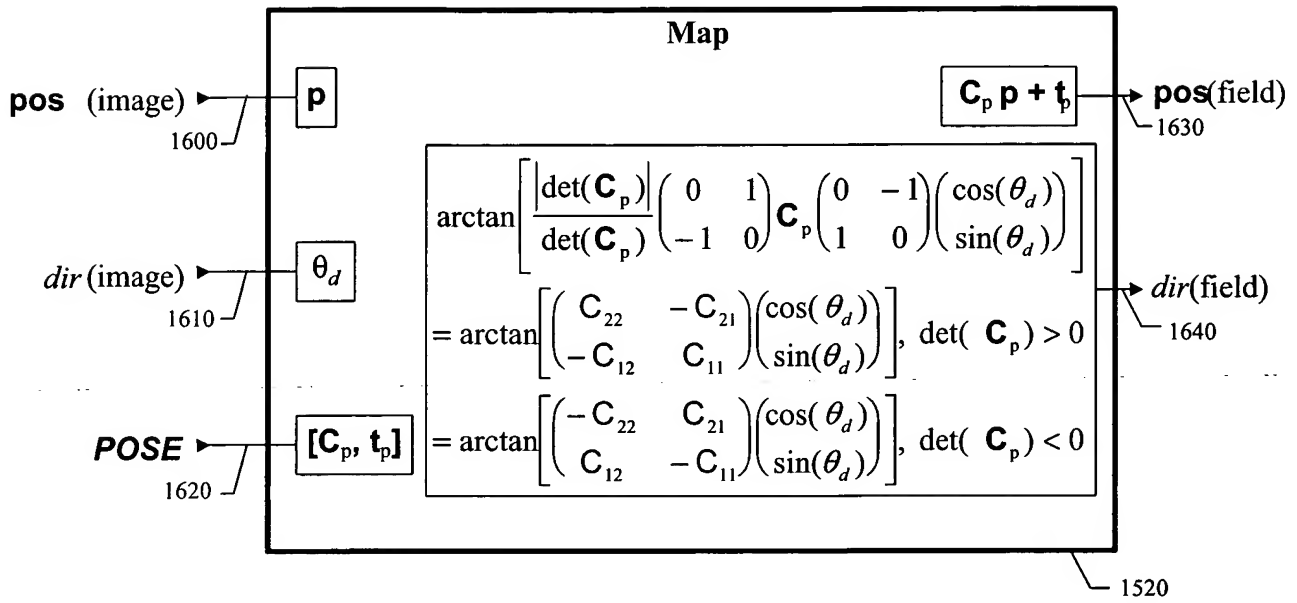 Map
pos (image)
1600
p
C_p p + t_p
pos(field)
1630
arctan[ |det(C_p)| / det(C_p) ( 0 1 ; -1 0 ) C_p ( 0 -1 ; 1 0 ) ( cos(θ_d) ; sin(θ_d) ) ]
dir(image)
1610
θ_d
= arctan[ ( C_22 -C_21 ; -C_12 C_11 ) ( cos(θ_d) ; sin(θ_d) ) ], det( C_p) > 0
dir(field)
1640
POSE
1620
[C_p, t_p]
= arctan[ ( -C_22 C_21 ; C_12 -C_11 ) ( cos(θ_d) ; sin(θ_d) ) ], det( C_p) < 0
1520